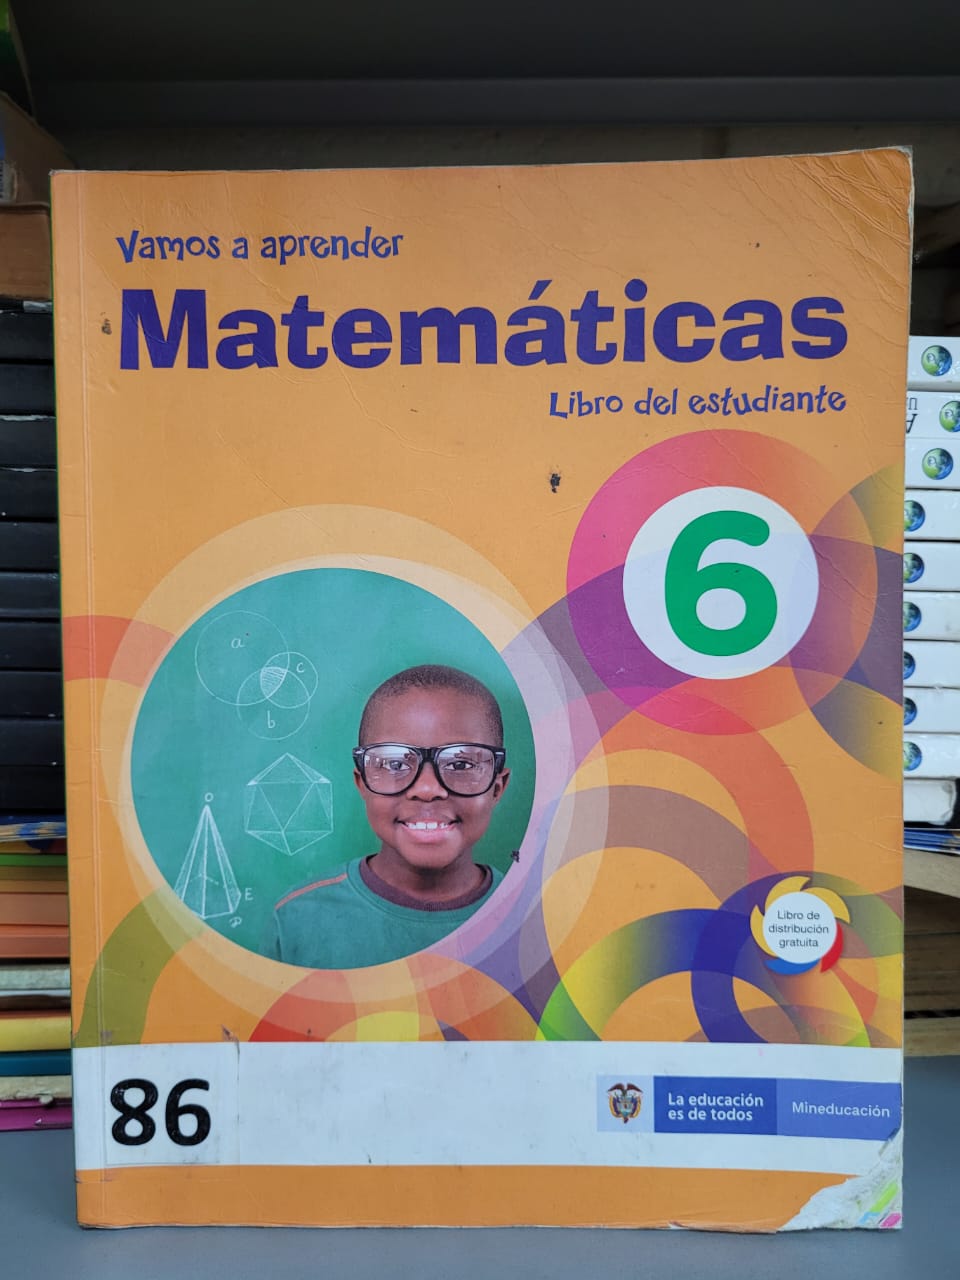 Vamos a aprender
Matemáticas
Libro del estudiante
6
a
c
b
O
E
D
Libro de
distribución
gratuita
86
La educación
es de todos
Mineducación